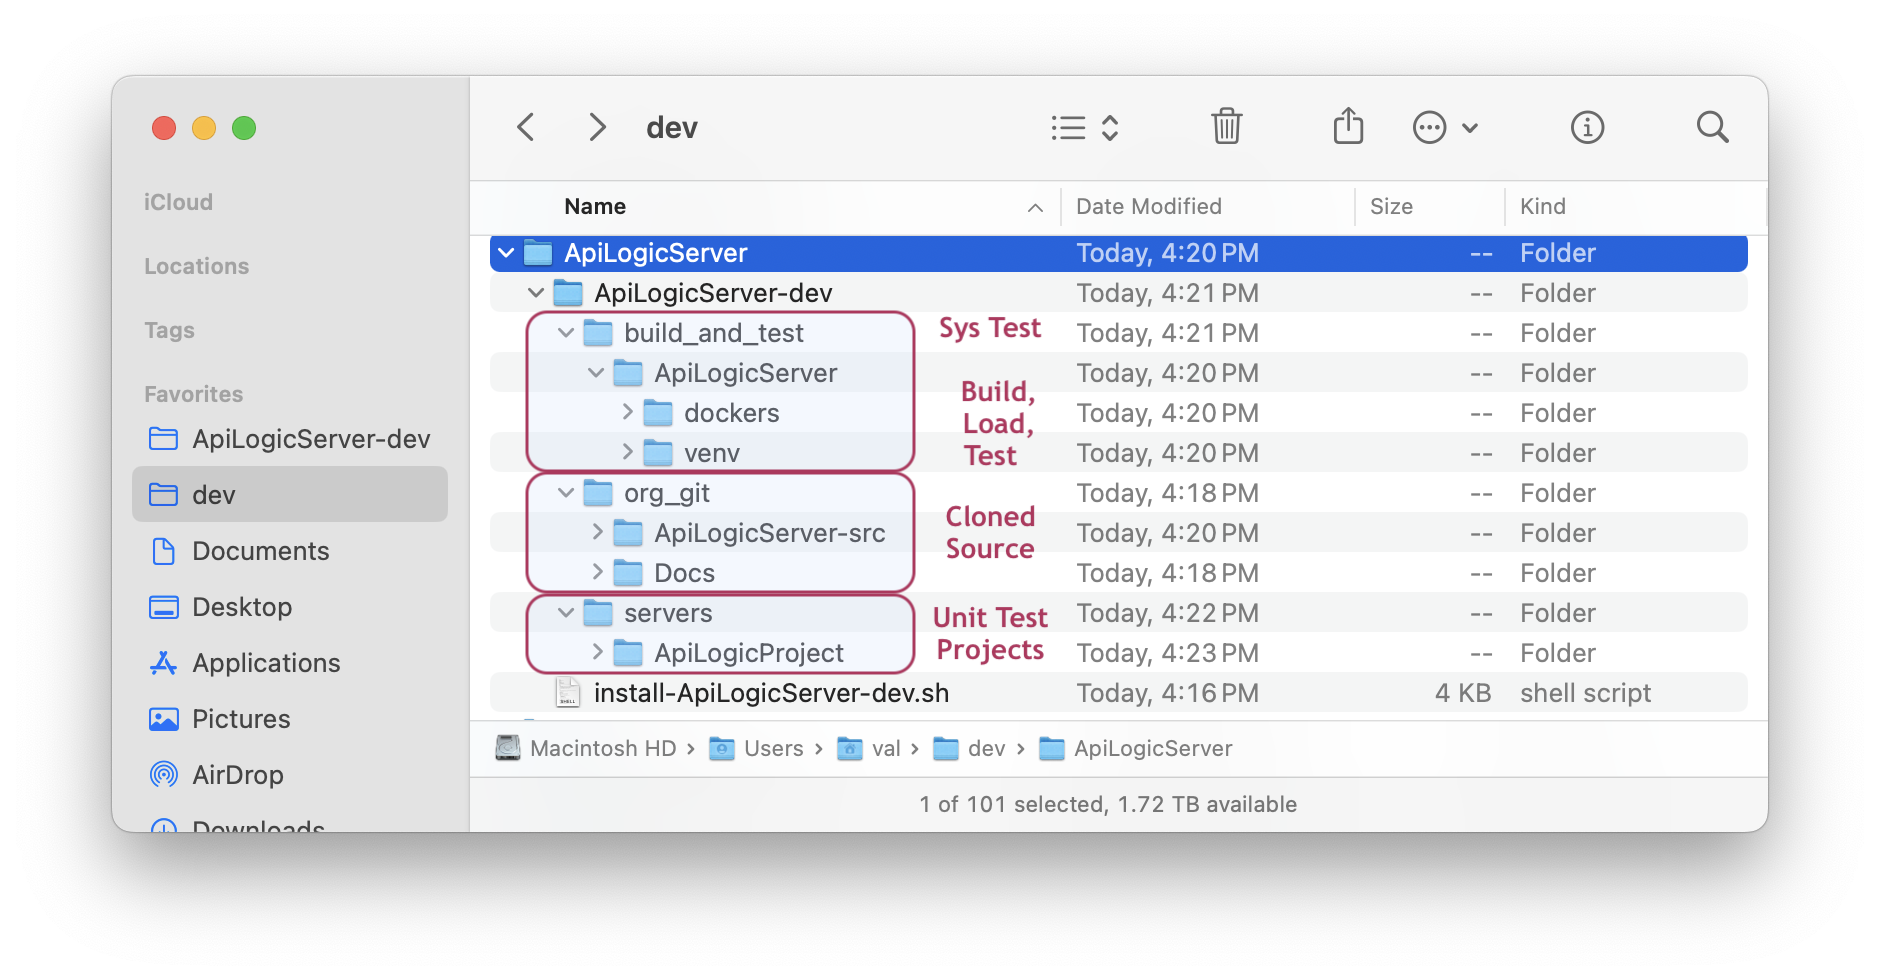 dev
iCloud
Locations
Tags
Favorites
ApiLogicServer-dev
dev
Documents
Desktop
Applications
Pictures
AirDrop
Downloads
Name Date Modified Size Kind
ApiLogicServer Today, 4:20 PM -- Folder
ApiLogicServer-dev Today, 4:21 PM -- Folder
build_and_test Today, 4:21 PM -- Folder
ApiLogicServer Today, 4:20 PM -- Folder
dockers Today, 4:20 PM -- Folder
venv Today, 4:20 PM -- Folder
org_git Today, 4:18 PM -- Folder
ApiLogicServer-src Today, 4:20 PM -- Folder
Docs Today, 4:18 PM -- Folder
servers Today, 4:22 PM -- Folder
ApiLogicProject Today, 4:23 PM -- Folder
SHELL
install-ApiLogicServer-dev.sh Today, 4:16 PM 4 KB shell script
Sys Test
Build,
Load,
Test
Cloned
Source
Unit Test
Projects
Macintosh HD › Users › val › dev › ApiLogicServer
1 of 101 selected, 1.72 TB available